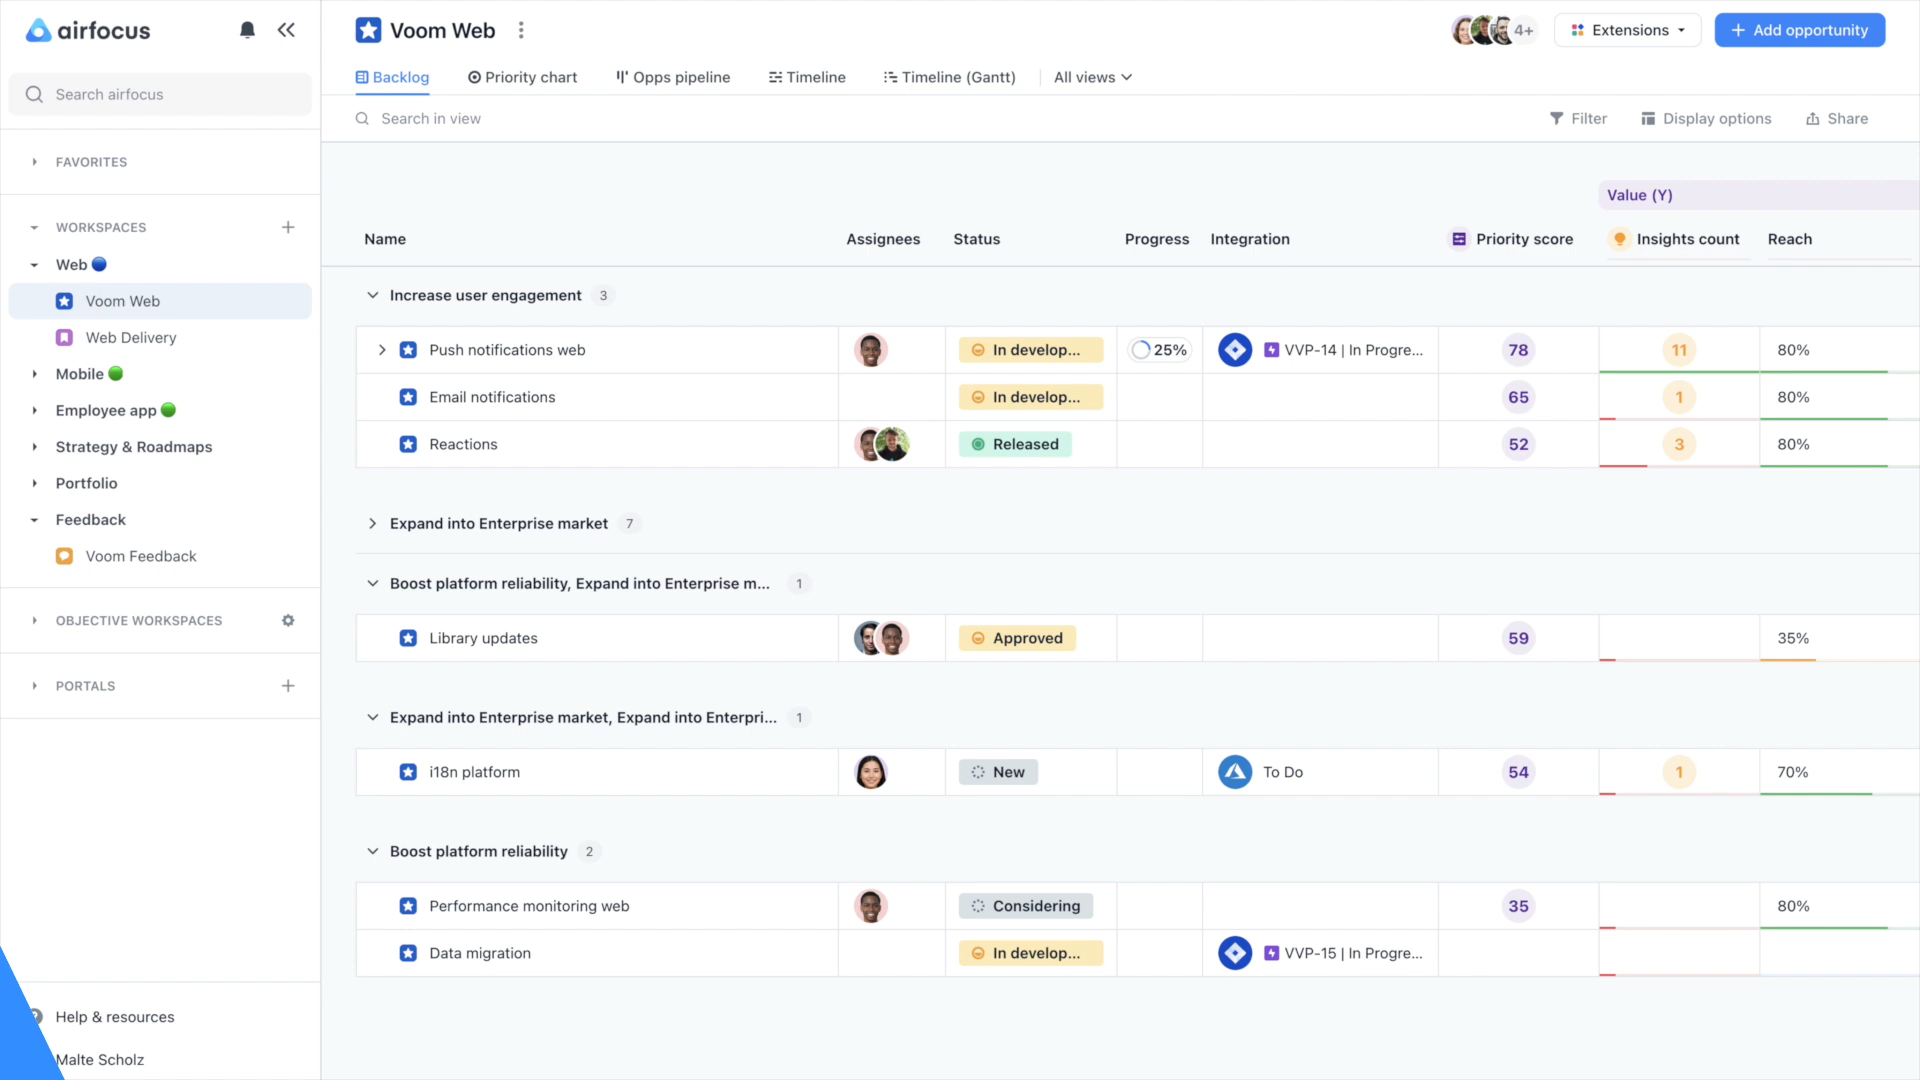 airfocus
Search airfocus
FAVORITES
WORKSPACES
Web
Voom Web
Web Delivery
Mobile
Employee app
Strategy & Roadmaps
Portfolio
Feedback
Voom Feedback
OBJECTIVE WORKSPACES
PORTALS
Help & resources
Malte Scholz
Voom Web
4+
Extensions
Add opportunity
Backlog
Priority chart
Opps pipeline
Timeline
Timeline (Gantt)
All views
Search in view
Filter
Display options
Share
Value (Y)
Name Assignees Status Progress Integration Priority score Insights count Reach
Increase user engagement 3
Push notifications web In develop... 25% VVP-14 | In Progre... 78 11 80%
Email notifications In develop... 65 1 80%
Reactions Released 52 3 80%
Expand into Enterprise market 7
Boost platform reliability, Expand into Enterprise m... 1
Library updates Approved 59 35%
Expand into Enterprise market, Expand into Enterpri... 1
i18n platform New To Do 54 1 70%
Boost platform reliability 2
Performance monitoring web Considering 35 80%
Data migration In develop... VVP-15 | In Progre...